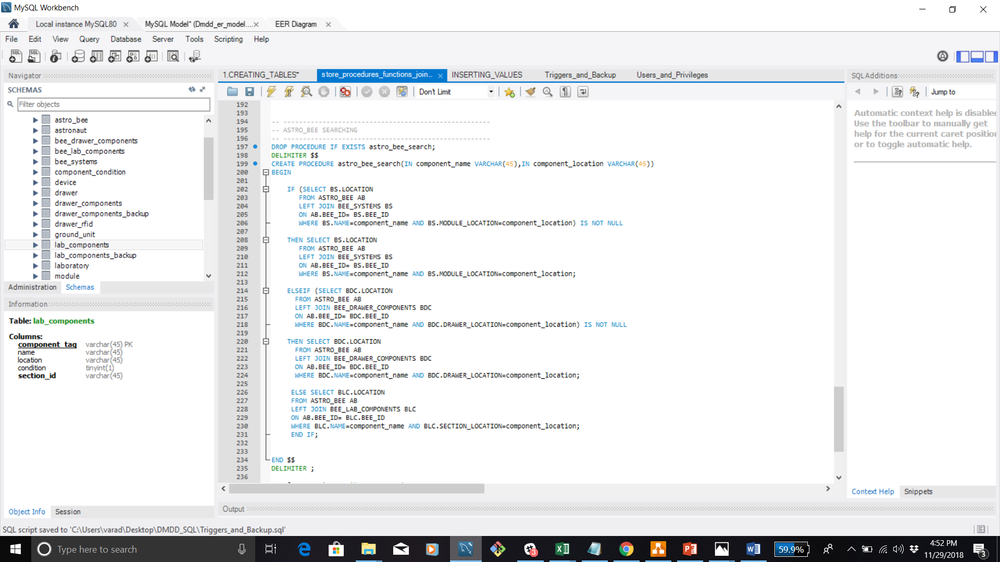 MySQL Workbench
Local instance MySQL80
MySQL Model* (Dmdd_er_model....
EER Diagram
File Edit View Query Database Server Tools Scripting Help
Navigator
SCHEMAS
Filter objects
astro_bee
astronaut
bee_drawer_components
bee_lab_components
bee_systems
component_condition
device
drawer
drawer_components
drawer_components_backup
drawer_rfid
ground_unit
lab_components
lab_components_backup
laboratory
module
Administration Schemas
Information
Table: lab_components
Columns:
component_tag varchar(45) PK
name varchar(45)
location varchar(45)
condition tinyint(1)
section_id varchar(45)
Object Info Session
1.CREATING_TABLES* store_procedures_functions_join... INSERTING_VALUES Triggers_and_Backup Users_and_Privileges
Don't Limit
192
193
194 -- -----------------------------------------------------
195 -- ASTRO_BEE SEARCHING
196 -- -----------------------------------------------------
197 DROP PROCEDURE IF EXISTS astro_bee_search;
198 DELIMITER $$
199 CREATE PROCEDURE astro_bee_search(IN component_name VARCHAR(45),IN component_location VARCHAR(45))
200 BEGIN
201
202 IF (SELECT BS.LOCATION
203 FROM ASTRO_BEE AB
204 LEFT JOIN BEE_SYSTEMS BS
205 ON AB.BEE_ID= BS.BEE_ID
206 WHERE BS.NAME=component_name AND BS.MODULE_LOCATION=component_location) IS NOT NULL
207
208 THEN SELECT BS.LOCATION
209 FROM ASTRO_BEE AB
210 LEFT JOIN BEE_SYSTEMS BS
211 ON AB.BEE_ID= BS.BEE_ID
212 WHERE BS.NAME=component_name AND BS.MODULE_LOCATION=component_location;
213
214 ELSEIF (SELECT BDC.LOCATION
215 FROM ASTRO_BEE AB
216 LEFT JOIN BEE_DRAWER_COMPONENTS BDC
217 ON AB.BEE_ID= BDC.BEE_ID
218 WHERE BDC.NAME=component_name AND BDC.DRAWER_LOCATION=component_location) IS NOT NULL
219
220 THEN SELECT BDC.LOCATION
221 FROM ASTRO_BEE AB
222 LEFT JOIN BEE_DRAWER_COMPONENTS BDC
223 ON AB.BEE_ID= BDC.BEE_ID
224 WHERE BDC.NAME=component_name AND BDC.DRAWER_LOCATION=component_location;
225
226 ELSE SELECT BLC.LOCATION
227 FROM ASTRO_BEE AB
228 LEFT JOIN BEE_LAB_COMPONENTS BLC
229 ON AB.BEE_ID= BLC.BEE_ID
230 WHERE BLC.NAME=component_name AND BLC.SECTION_LOCATION=component_location;
231 END IF;
232
233
234 END $$
235 DELIMITER ;
236
Output
SQLAdditions
Jump to
Automatic context help is disabled
Use the toolbar to manually get
help for the current caret position
or to toggle automatic help.
Context Help Snippets
SQL script saved to 'C:\Users\varad\Desktop\DMDD_SQL\Triggers_and_Backup.sql'
Type here to search
59.9%
4:52 PM
11/29/2018
3
3